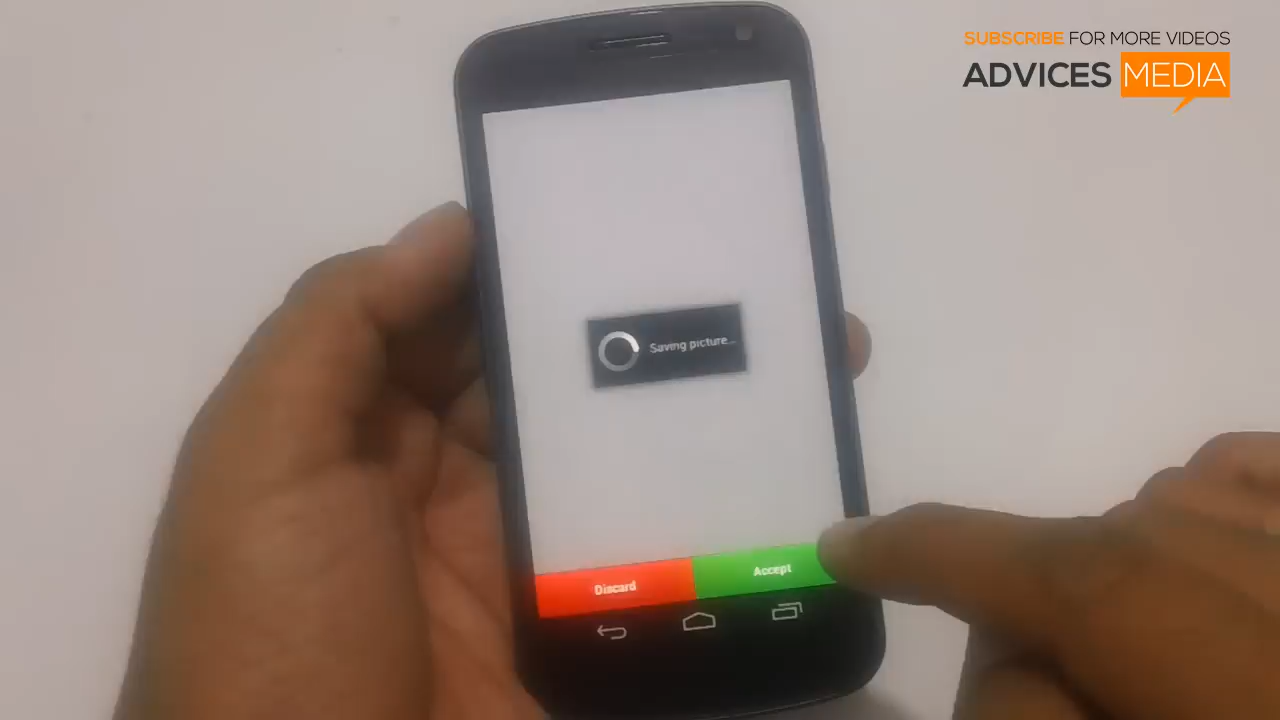 SUBSCRIBE FOR MORE VIDEOS
ADVICES MEDIA
Saving picture...
Discard
Accept